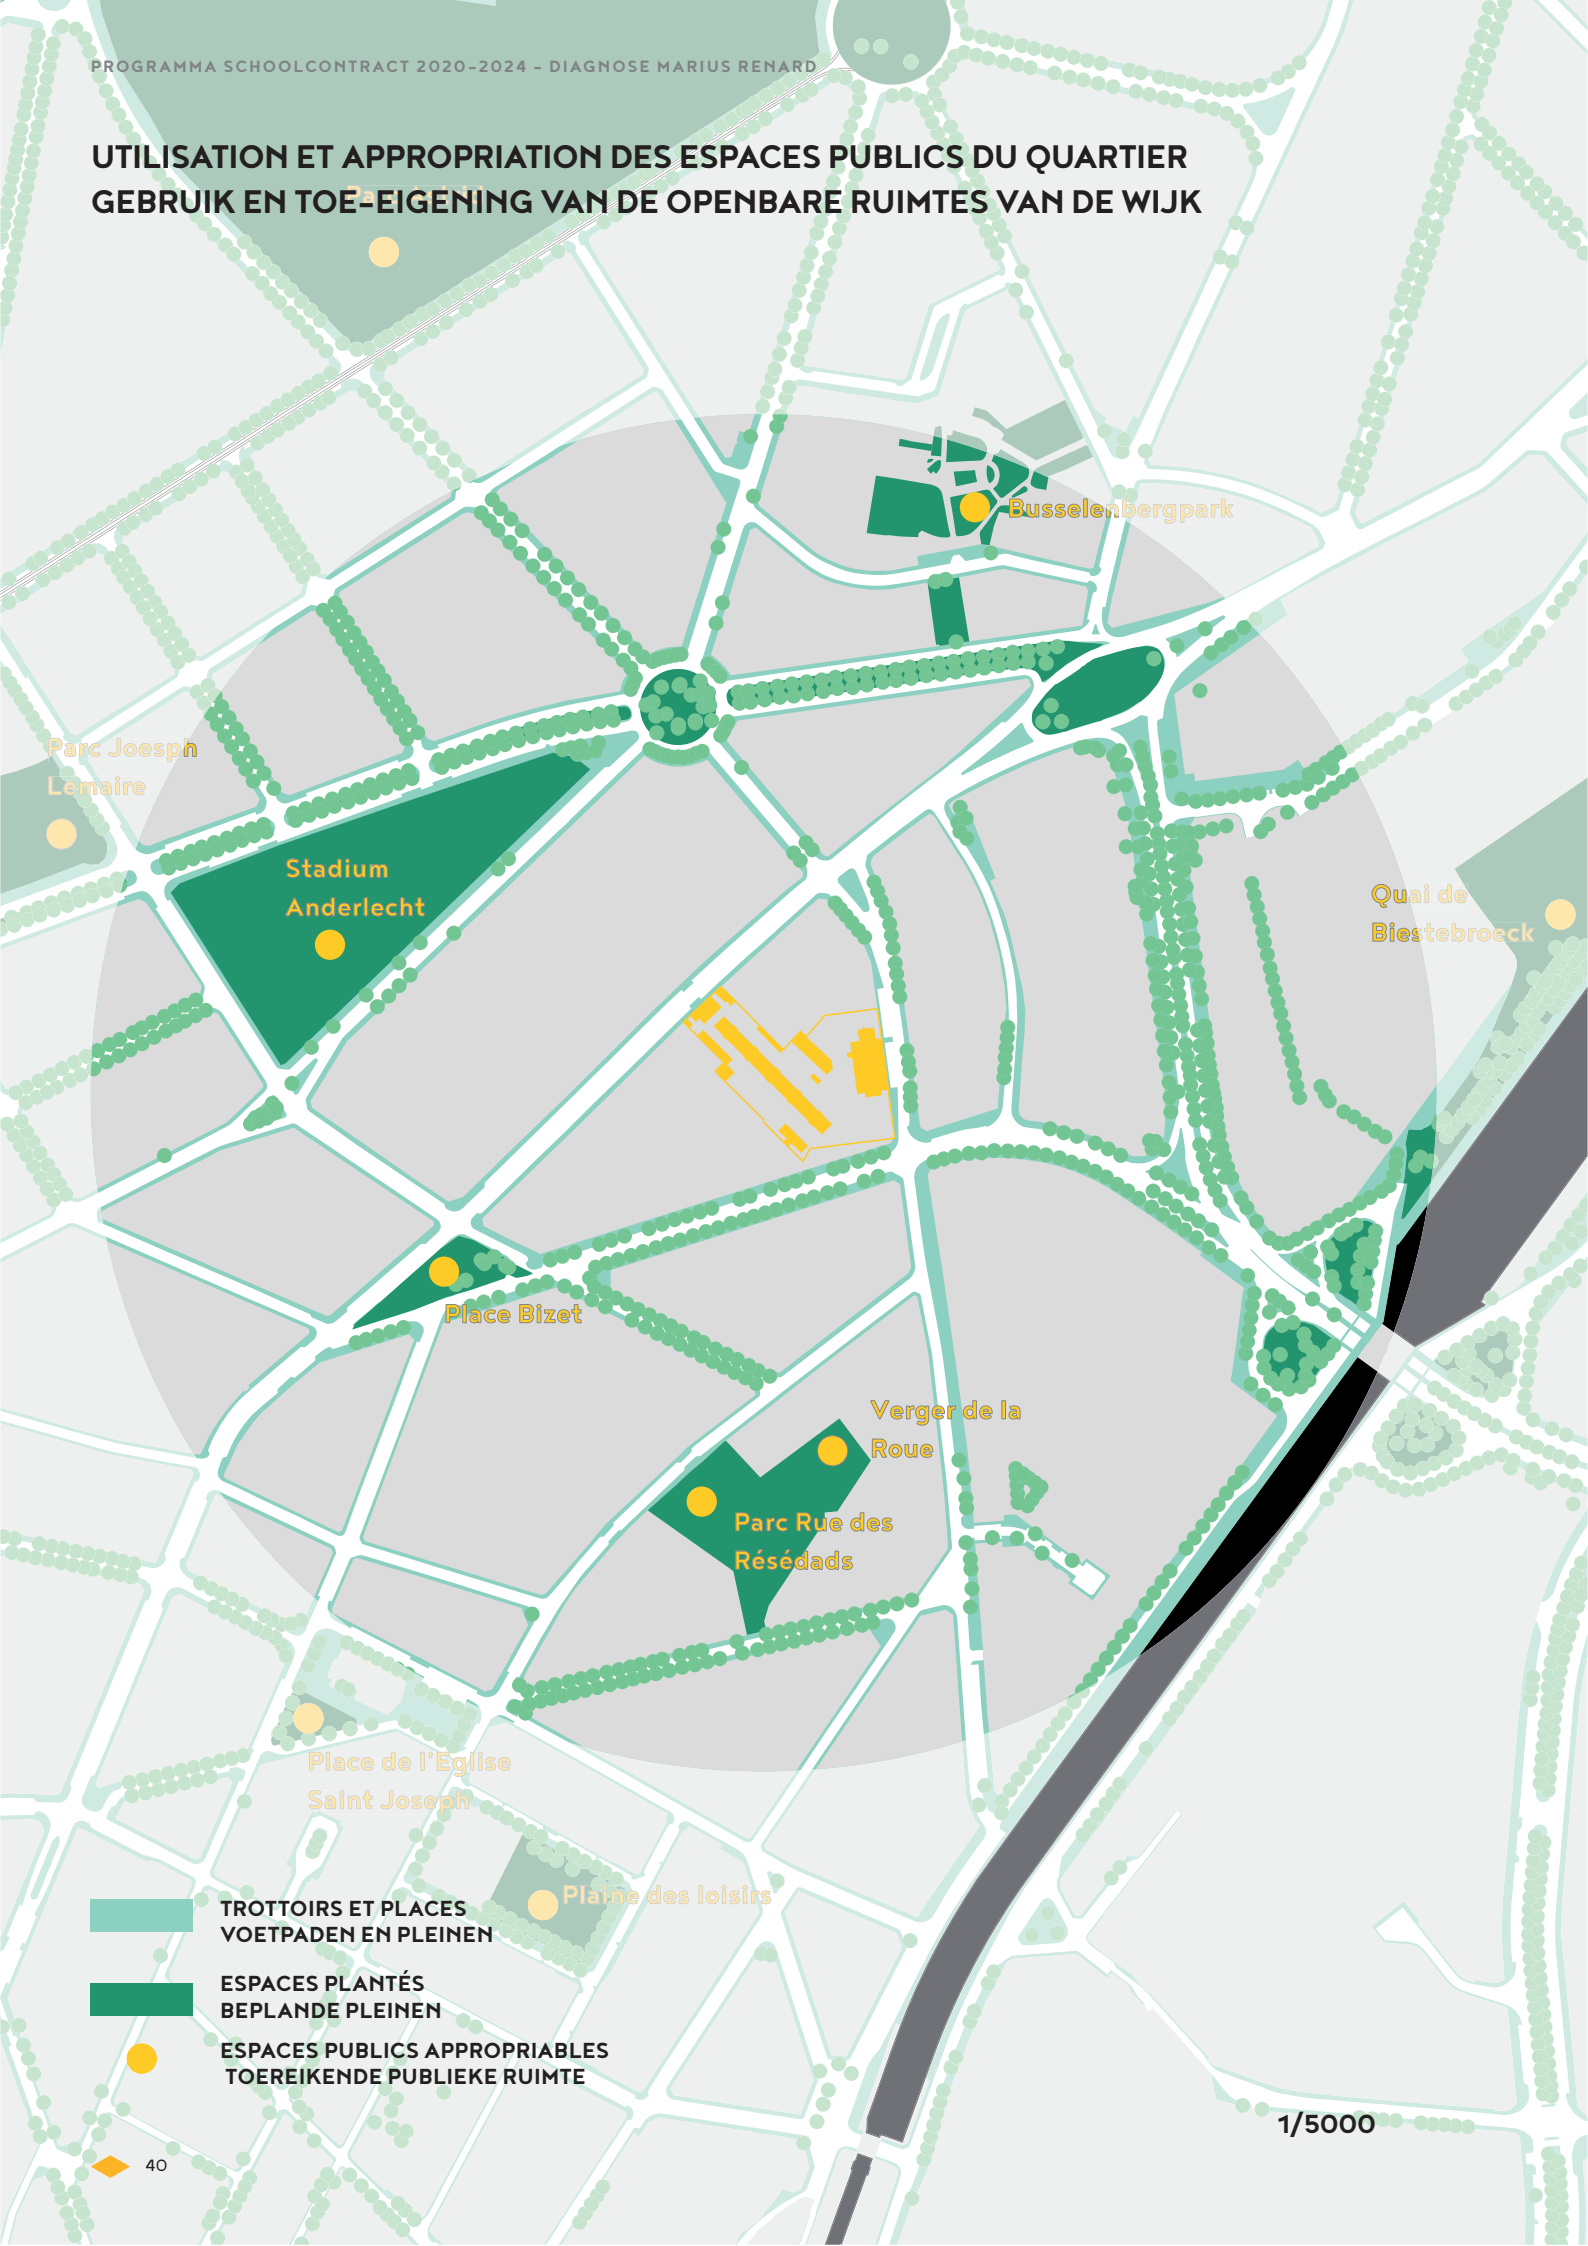 PROGRAMMA SCHOOLCONTRACT 2020-2024 - DIAGNOSE MARIUS RENARD
UTILISATION ET APPROPRIATION DES ESPACES PUBLICS DU QUARTIER
GEBRUIK EN TOE-EIGENING VAN DE OPENBARE RUIMTES VAN DE WIJK
Busselenbergpark
Parc Joesph
Lemaire
Stadium
Anderlecht
Quai de
Biestebroeck
Place Bizet
Verger de la
Roue
Parc Rue des
Résédads
Place de l'Eglise
Saint Joseph
Plaine des loisirs
TROTTOIRS ET PLACES
VOETPADEN EN PLEINEN
ESPACES PLANTÉS
BEPLANDE PLEINEN
ESPACES PUBLICS APPROPRIABLES
TOEREIKENDE PUBLIEKE RUIMTE
1/5000
40